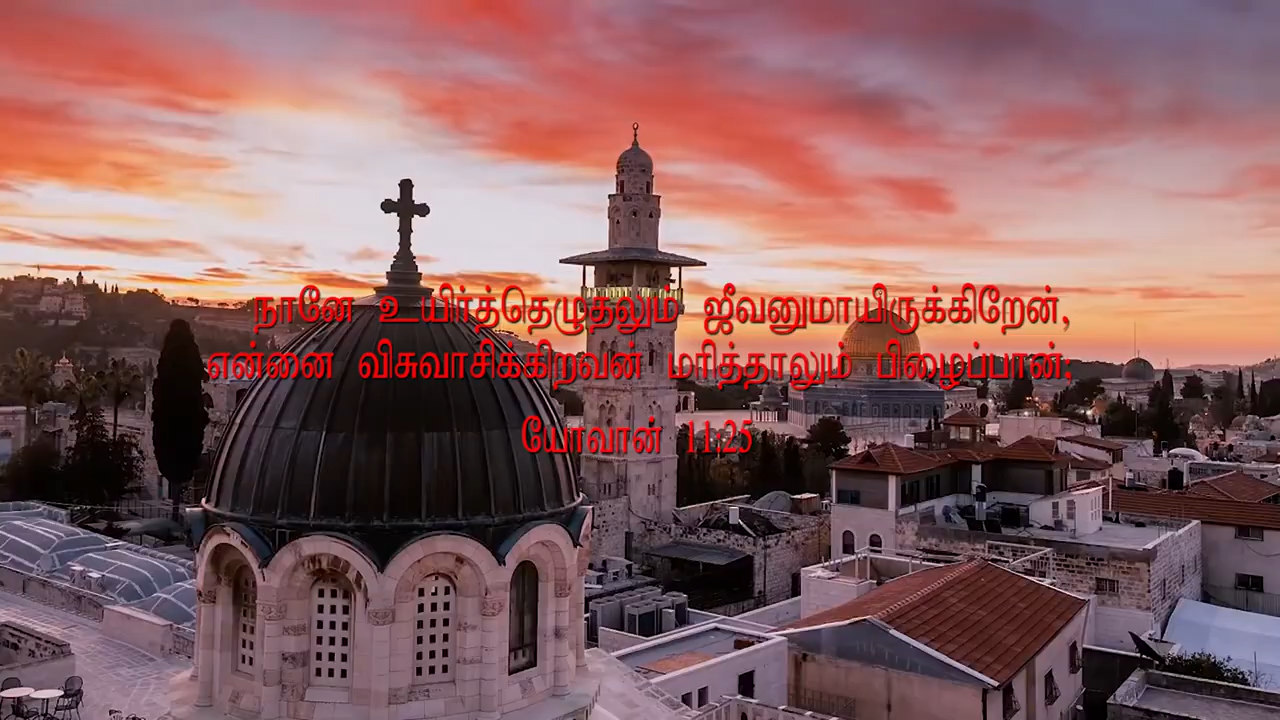 நானே உயிர்த்தெழுதலும் ஜீவனுமாயிருக்கிறேன்,
என்னை விசுவாசிக்கிறவன் மரித்தாலும் பிழைப்பான்;
யோவான் 11:25